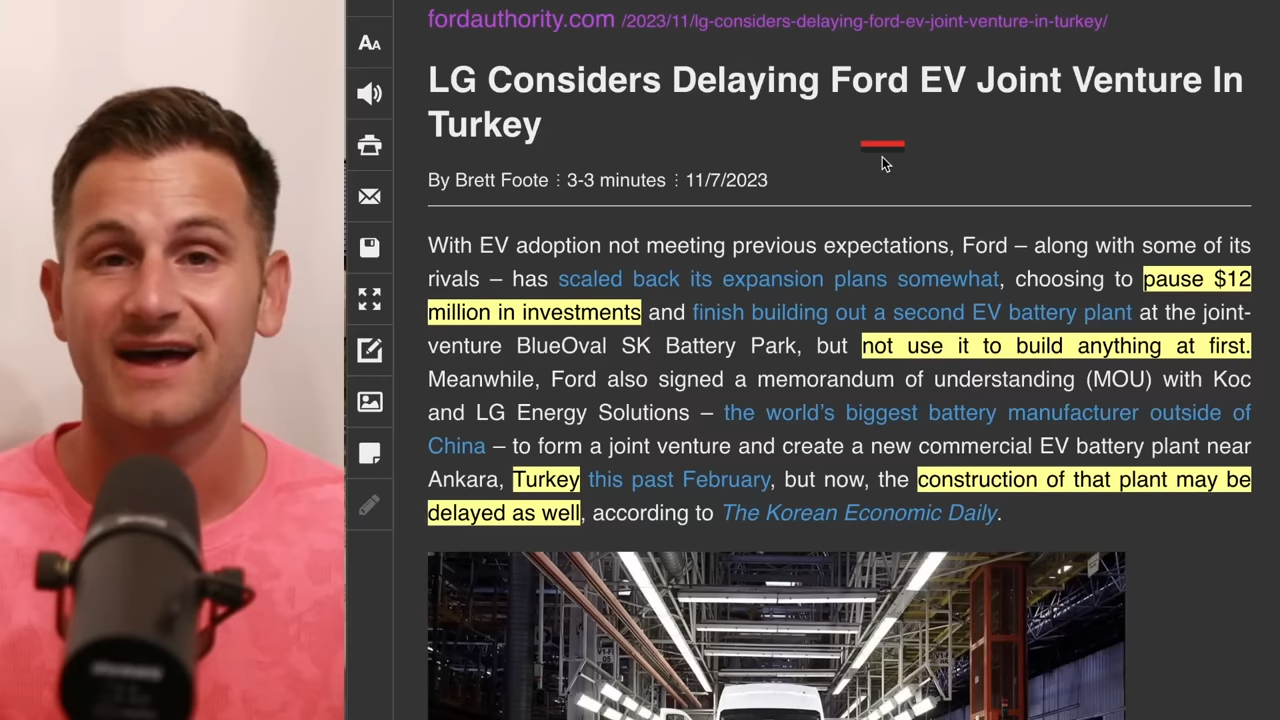 fordauthority.com /2023/11/lg-considers-delaying-ford-ev-joint-venture-in-turkey/
LG Considers Delaying Ford EV Joint Venture In
Turkey
By Brett Foote ⋮ 3-3 minutes ⋮ 11/7/2023
With EV adoption not meeting previous expectations, Ford – along with some of its
rivals – has scaled back its expansion plans somewhat, choosing to pause $12
million in investments and finish building out a second EV battery plant at the joint-
venture BlueOval SK Battery Park, but not use it to build anything at first.
Meanwhile, Ford also signed a memorandum of understanding (MOU) with Koc
and LG Energy Solutions – the world's biggest battery manufacturer outside of
China – to form a joint venture and create a new commercial EV battery plant near
Ankara, Turkey this past February, but now, the construction of that plant may be
delayed as well, according to The Korean Economic Daily.